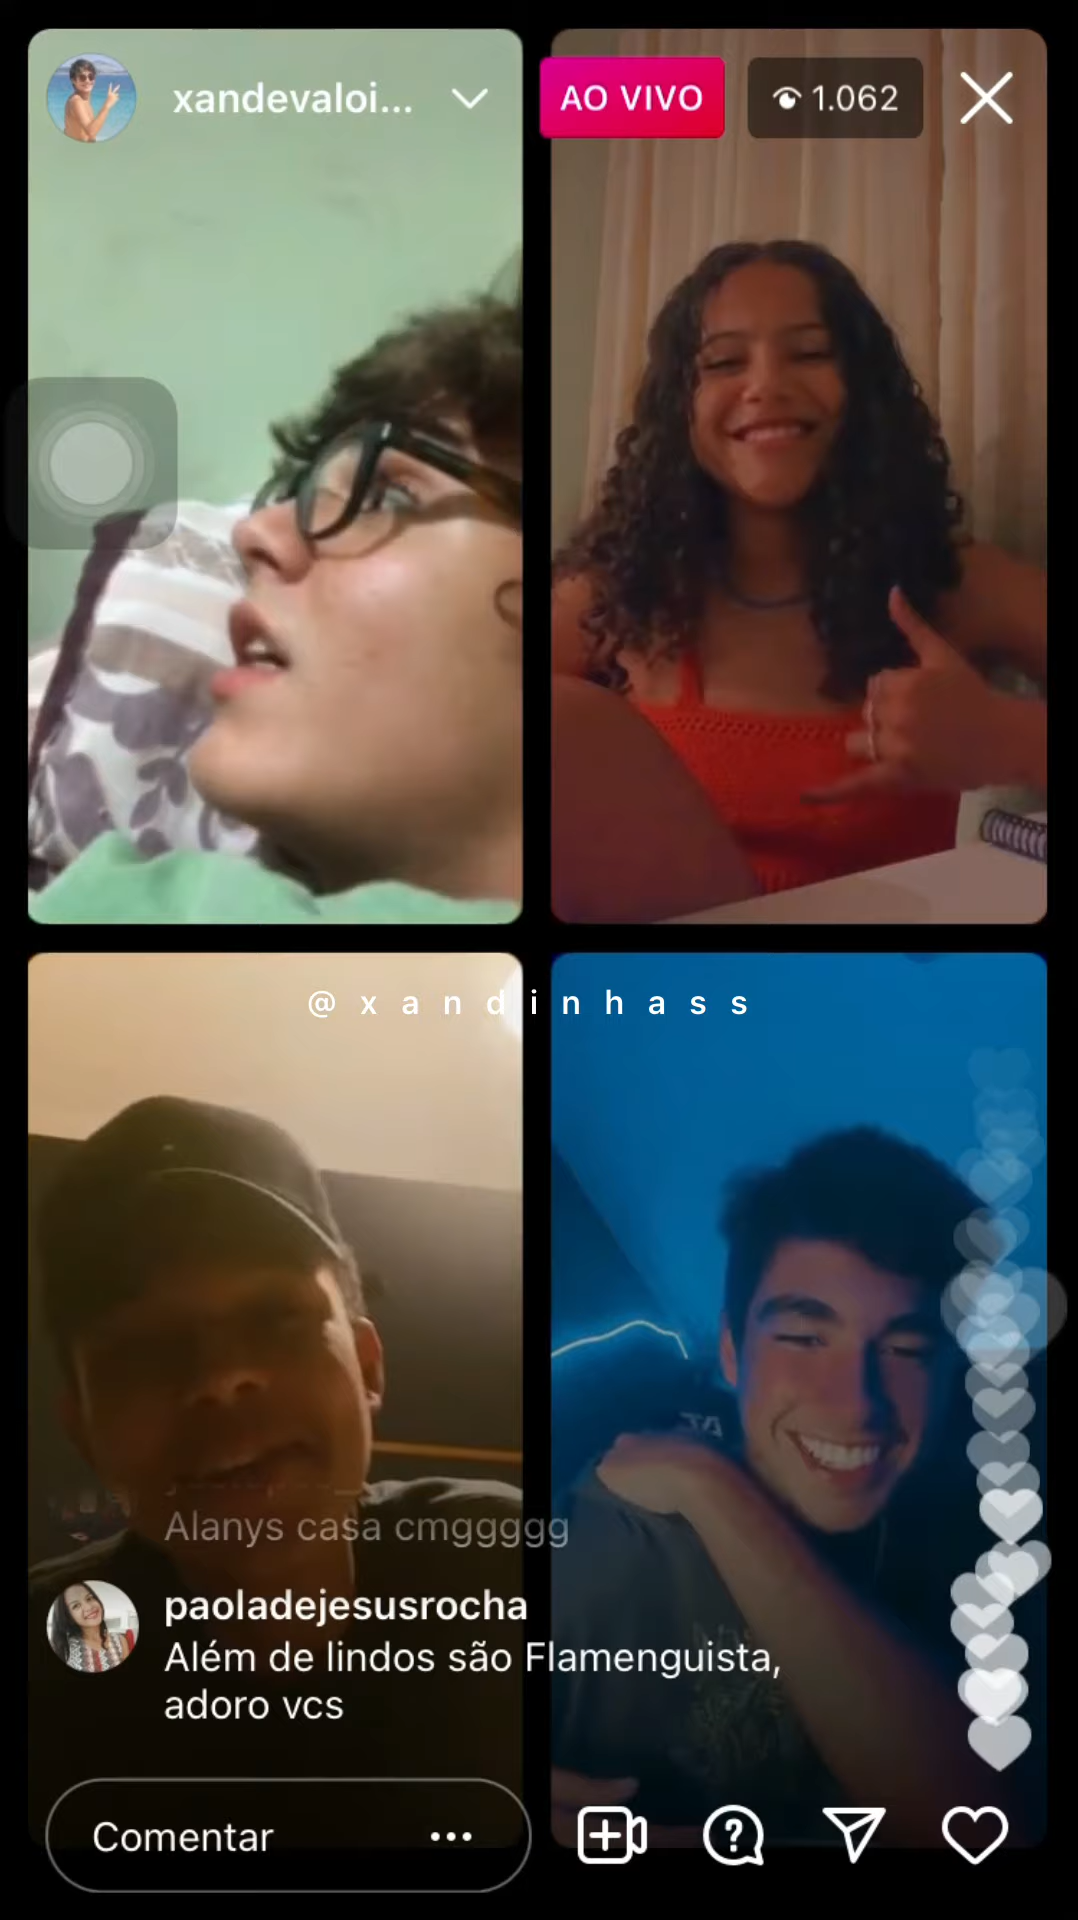 xandevaloi...
AO VIVO
1.062
@xandinhass
Alanys casa cmggggg
paoladejesusrocha
Além de lindos são Flamenguista,
adoro vcs
Comentar